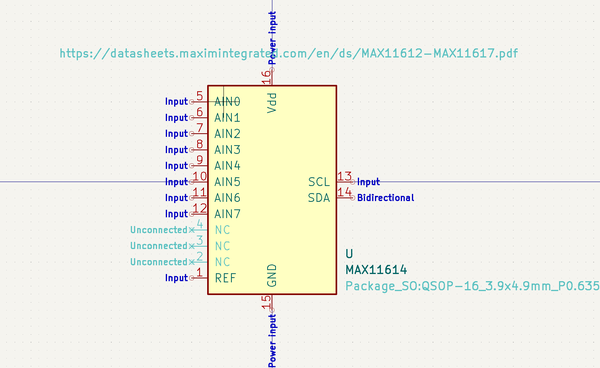 Power input
https://datasheets.maximintegrated.com/en/ds/MAX11612-MAX11617.pdf
16
Vdd
Input 5 AIN0
Input 6 AIN1
Input 7 AIN2
Input 8 AIN3
Input 9 AIN4
Input 10 AIN5 SCL 13 Input
Input 11 AIN6 SDA 14 Bidirectional
Input 12 AIN7
Unconnected 4 NC
Unconnected 3 NC
Unconnected 2 NC
Input 1 REF
GND
15
Power input
U
MAX11614
Package_SO:QSOP-16_3.9x4.9mm_P0.635